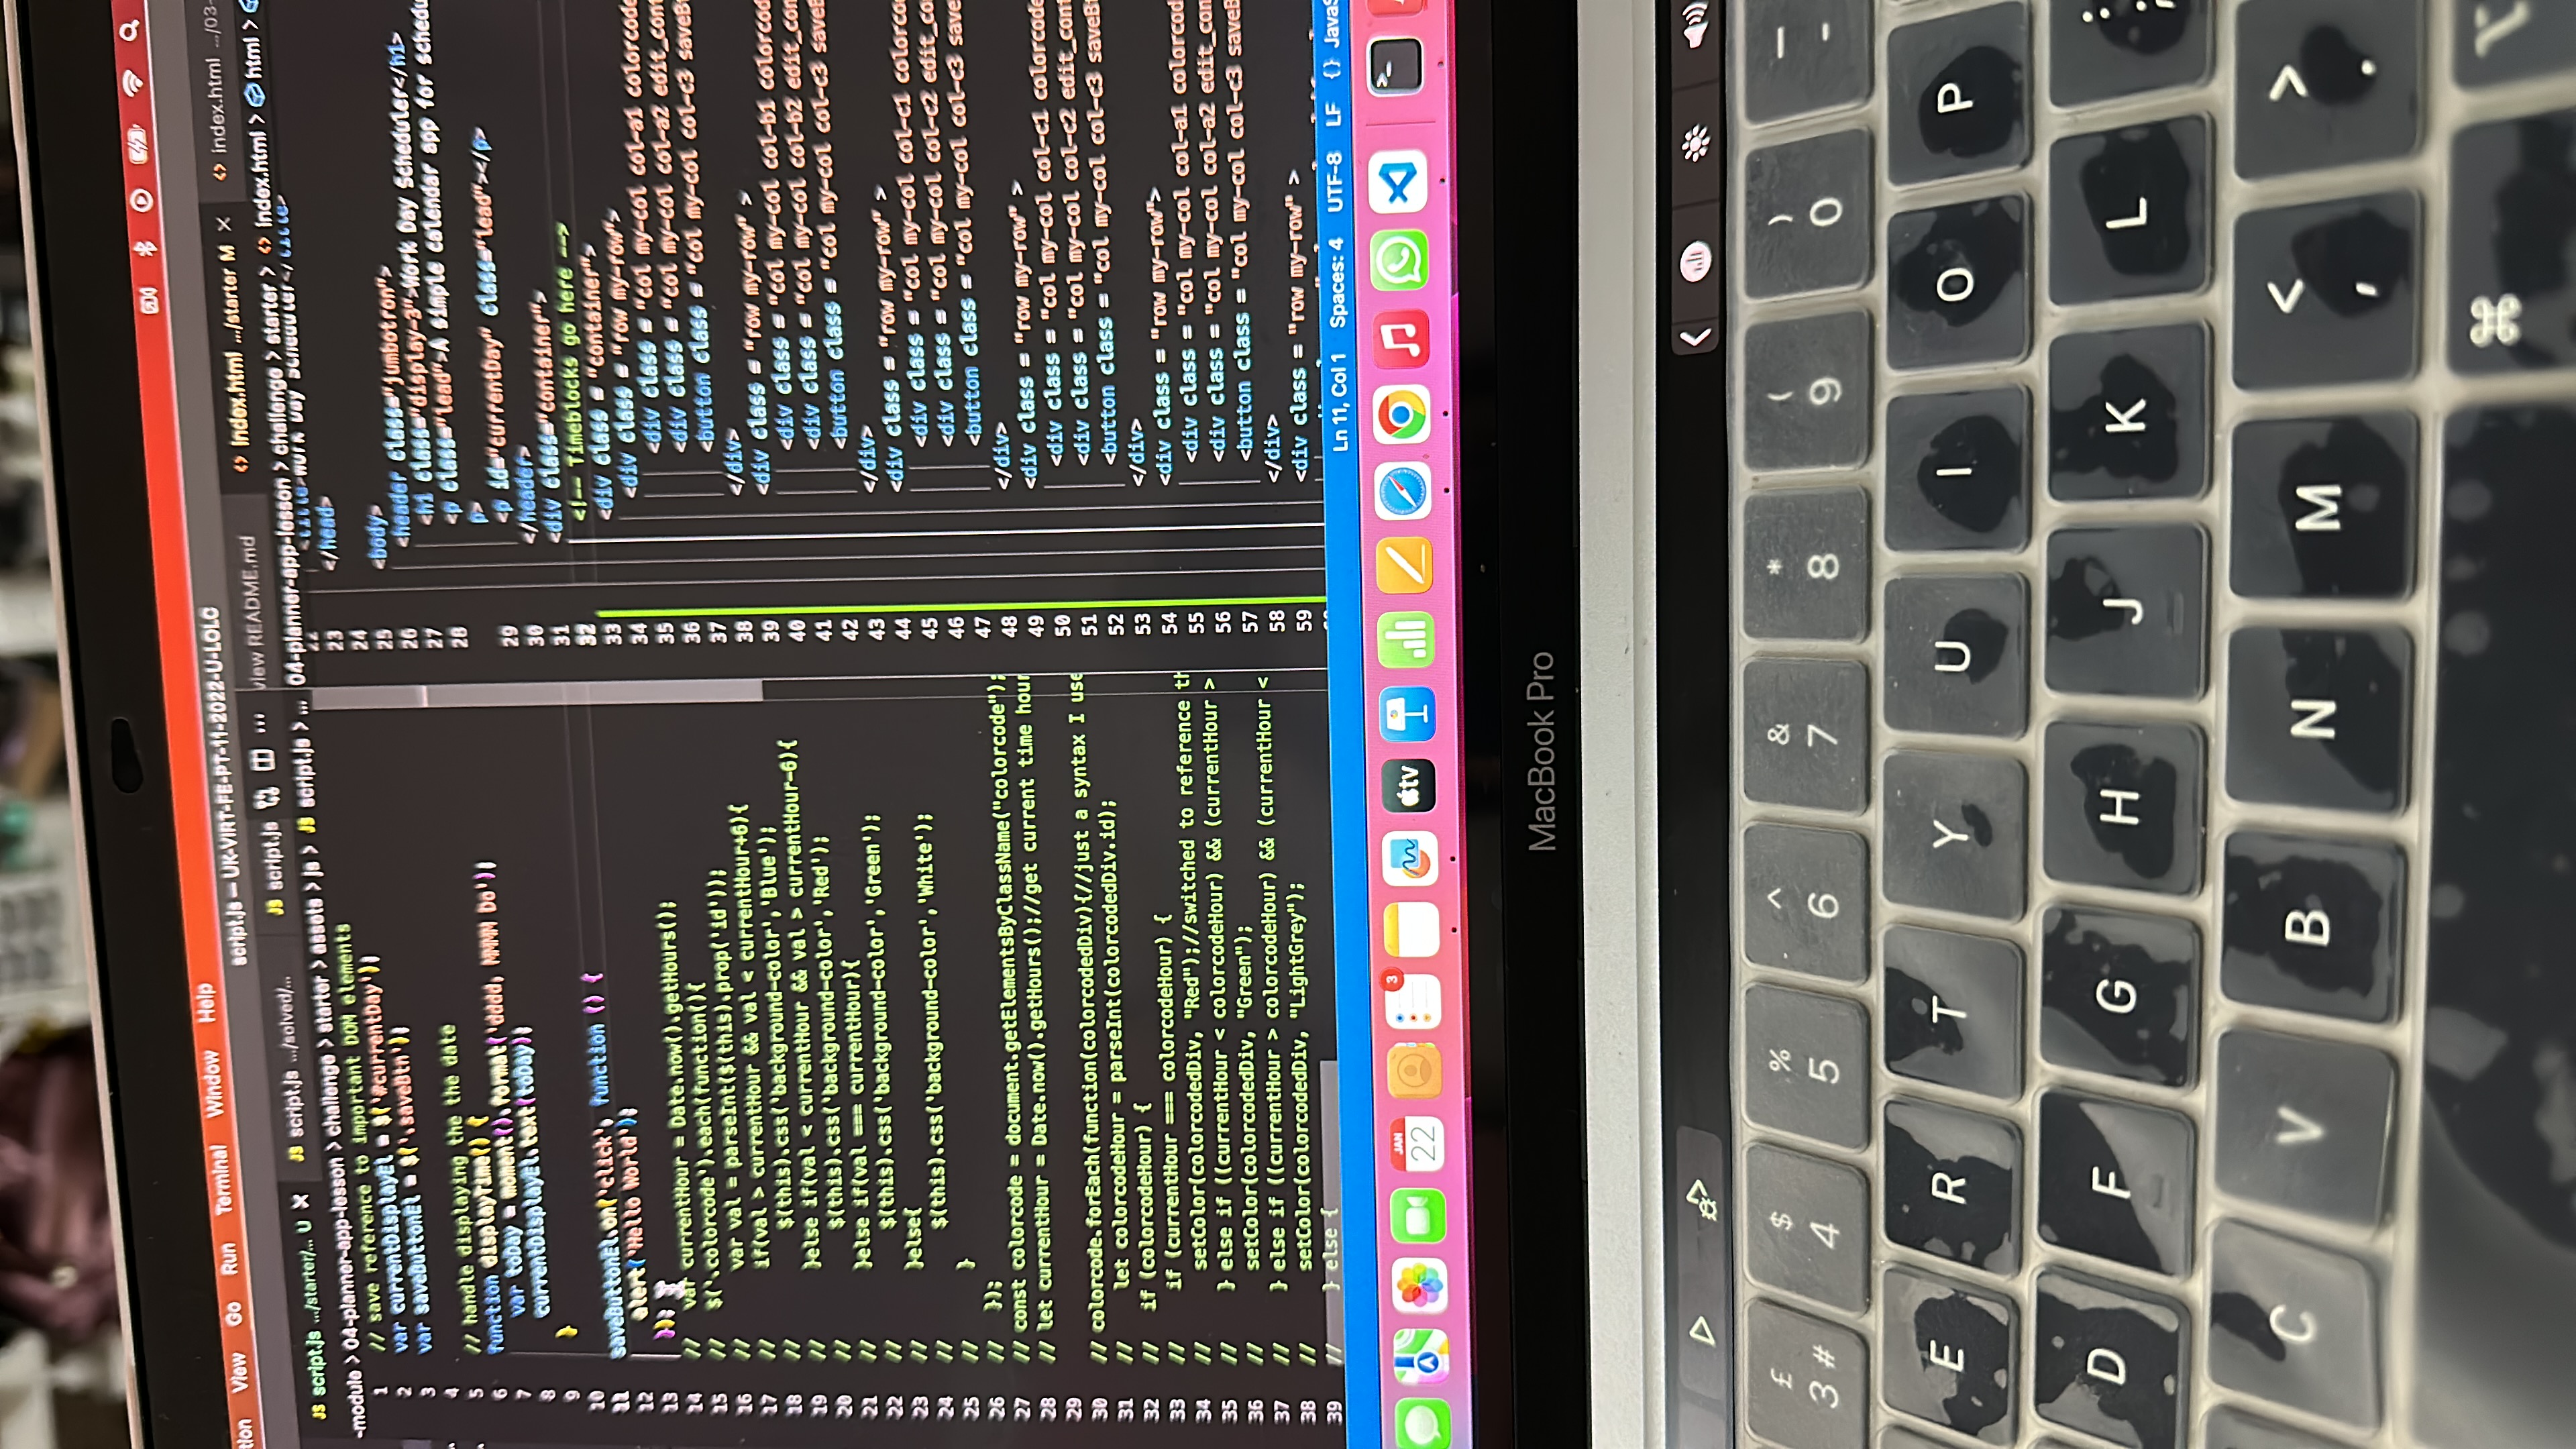 tion View Go Run Terminal Window Help
script.js — UK-VIRT-FE-PT-11-2022-U-LOLC
JS script.js .../starter/... U
JS script.js .../solved/...
JS script.js
-module > 04-planner-app-lesson > challenge > starter > assets > js > JS script.js > ...
1 // save reference to important DOM elements
2 var currentDisplayEl = $('#currentDay');
3 var saveButtonEl = $('.saveBtn');
4
5 // handle displaying the the date
6 function displayTime() {
7 var toDay = moment().format('dddd, MMMM Do');
8 currentDisplayEl.text(toDay);
9 }
10
11 saveButtonEl.on('click', function () {
12 alert('Hello World');
13 });
14 // var currentHour = Date.now().getHours();
15 // $('.colorcode').each(function(){
16 // var val = parseInt($(this).prop('id'));
17 // if(val > currentHour && val < currentHour+6){
18 // $(this).css('background-color','Blue');
19 // }else if(val < currentHour && val > currentHour-6){
20 // $(this).css('background-color','Red');
21 // }else if(val === currentHour){
22 // $(this).css('background-color','Green');
23 // }else{
24 // $(this).css('background-color','White');
25 // }
26 // });
27 // const colorcode = document.getElementsByClassName("colorcode");
28 // let currentHour = Date.now().getHours();//get current time hour
29
30 // colorcode.forEach(function(colorcodedDiv){//just a syntax I use
31 // let colorcodeHour = parseInt(colorcodedDiv.id);
32 // if (colorcodeHour) {
33 // if (currentHour === colorcodeHour) {
34 // setColor(colorcodedDiv, "Red");//switched to reference th
35 // } else if ((currentHour < colorcodeHour) && (currentHour >
36 // setColor(colorcodedDiv, "Green");
37 // } else if ((currentHour > colorcodeHour) && (currentHour <
38 // setColor(colorcodedDiv, "LightGrey");
39 // } else {
view README.md
<> index.html .../starter M
<> index.html .../03-
04-planner-app-lesson > challenge > starter > <> index.html > html >
22 <title>Work Day Scheduler</title>
23 </head>
24
25 <body>
26 <header class="jumbotron">
27 <h1 class="display-3">Work Day Scheduler</h1>
28 <p class="lead">A simple calendar app for schedu
p>
29 <p id="currentDay" class="lead"></p>
30 </header>
31 <div class="container">
32 <!-- Timeblocks go here -->
33 <div class = "container">
34 <div class = "row my-row">
35 <div class = "col my-col col-a1 colorcode
36 <div class = "col my-col col-a2 edit_con
37 <button class = "col my-col col-c3 saveB
38 </div>
39 <div class = "row my-row" >
40 <div class = "col my-col col-b1 colorcod
41 <div class = "col my-col col-b2 edit_con
42 <button class = "col my-col col-c3 saveB
43 </div>
44 <div class = "row my-row" >
45 <div class = "col my-col col-c1 colorco
46 <div class = "col my-col col-c2 edit_co
47 <button class = "col my-col col-c3 save
48 </div>
49 <div class = "row my-row" >
50 <div class = "col my-col col-c1 colorcode
51 <div class = "col my-col col-c2 edit_con
52 <button class = "col my-col col-c3 saveB
53 </div>
54 <div class = "row my-row">
55 <div class = "col my-col col-a1 colorcod
56 <div class = "col my-col col-a2 edit_con
57 <button class = "col my-col col-c3 saveB
58 </div>
59 <div class = "row my-row" >
Ln 11, Col 1 Spaces: 4 UTF-8 LF {} JavaS
JAN
22
3
tv
MacBook Pro
£ $ % ^ & * ( ) —
3 # 4 5 6 7 8 9 0 -
E R T Y U I O P
D F G H J K L : ;
C V B N M < , > .
⌘ ⌥